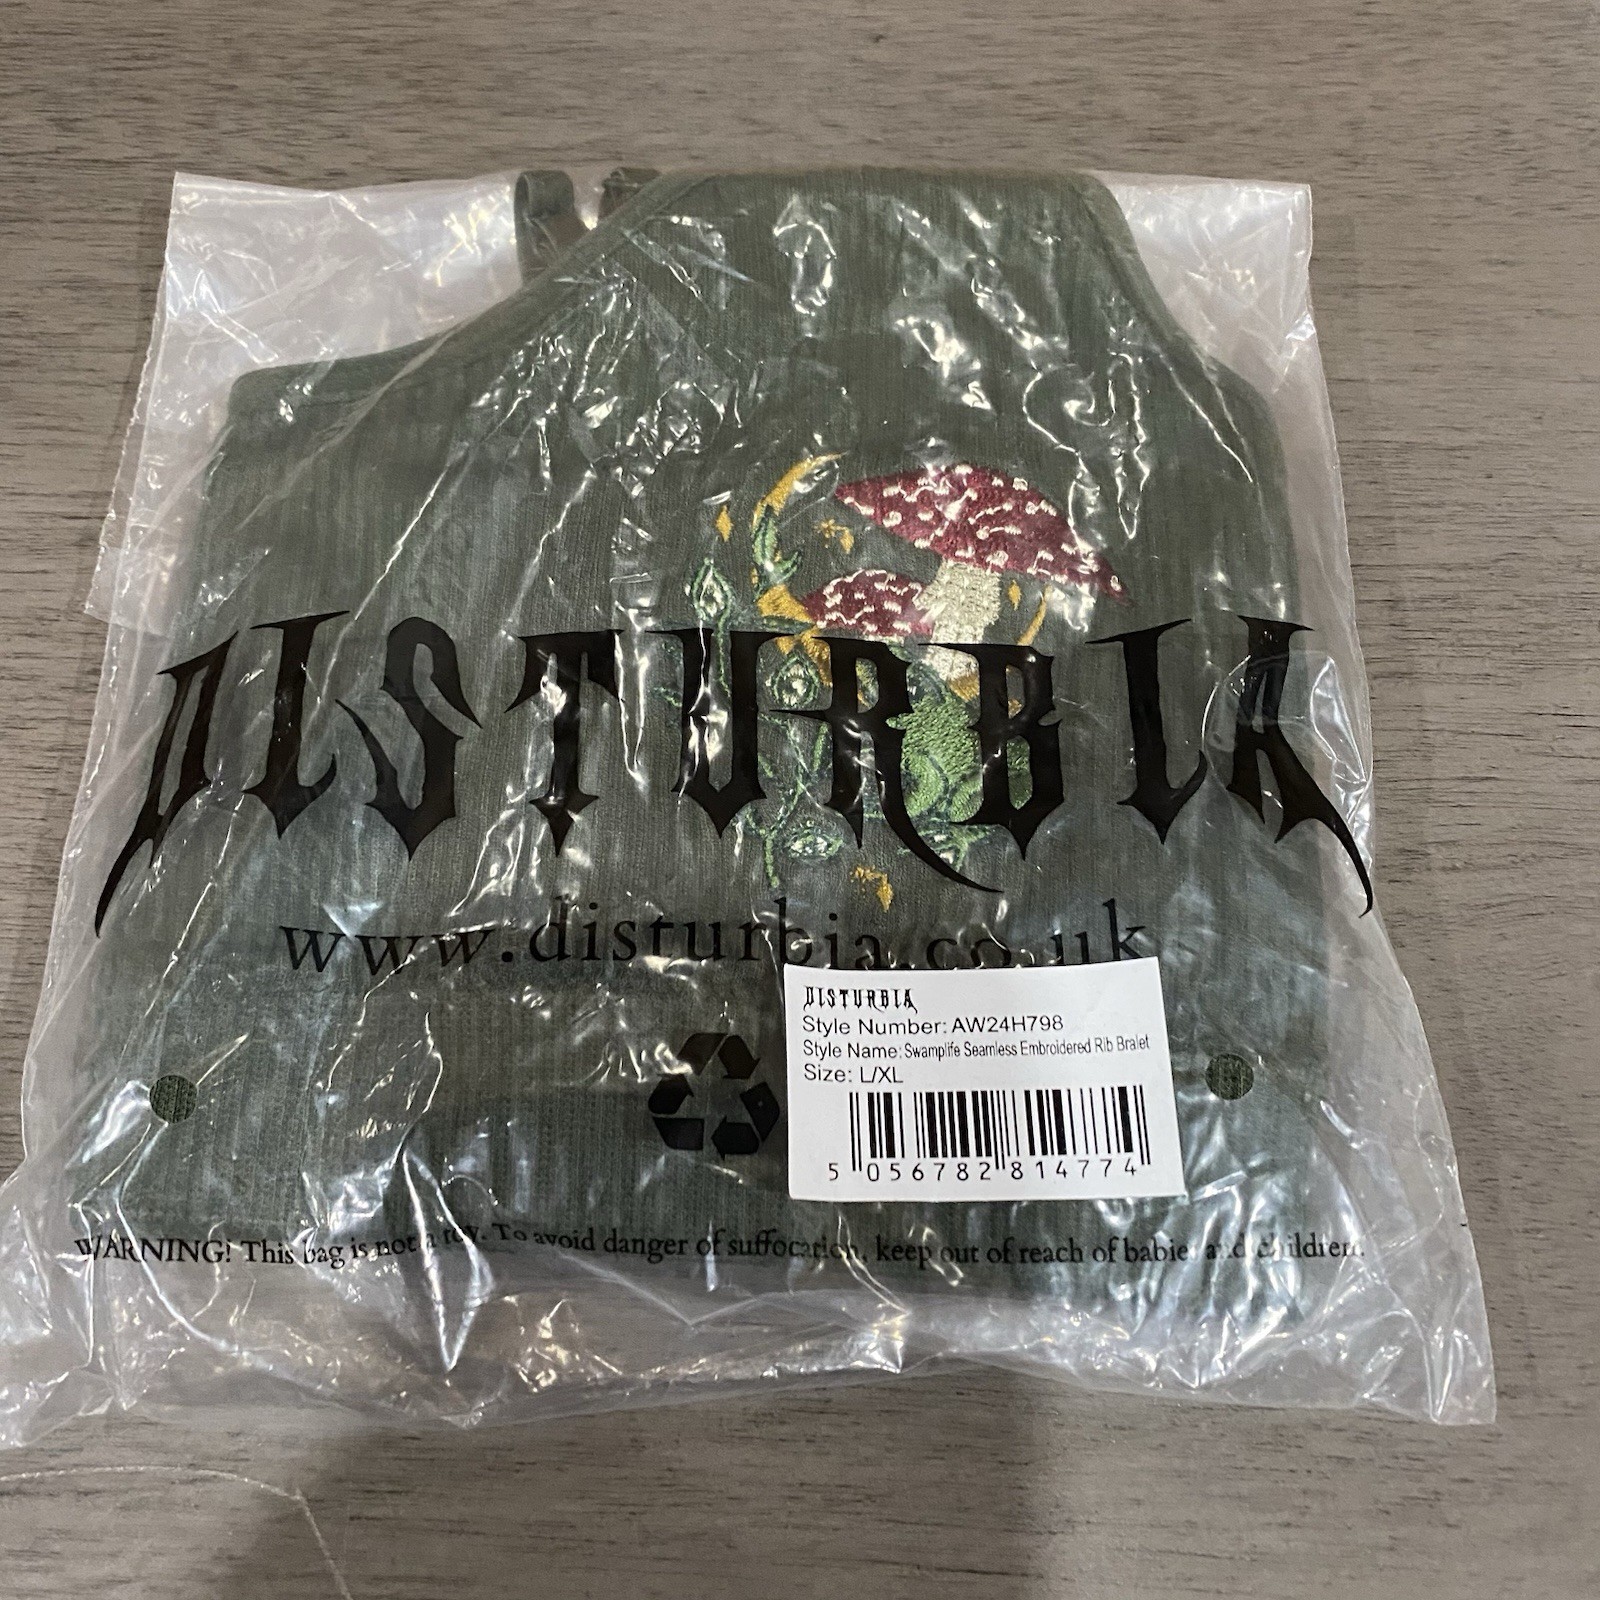 DISTURBIA
www.disturbia.co.uk
DISTURBIA
Style Number: AW24H798
Style Name: Swamplife Seamless Embroidered Rib Bralet
Size: L/XL
5 056782 814774
WARNING! This bag is not a toy. To avoid danger of suffocation, keep out of reach of babies and children.